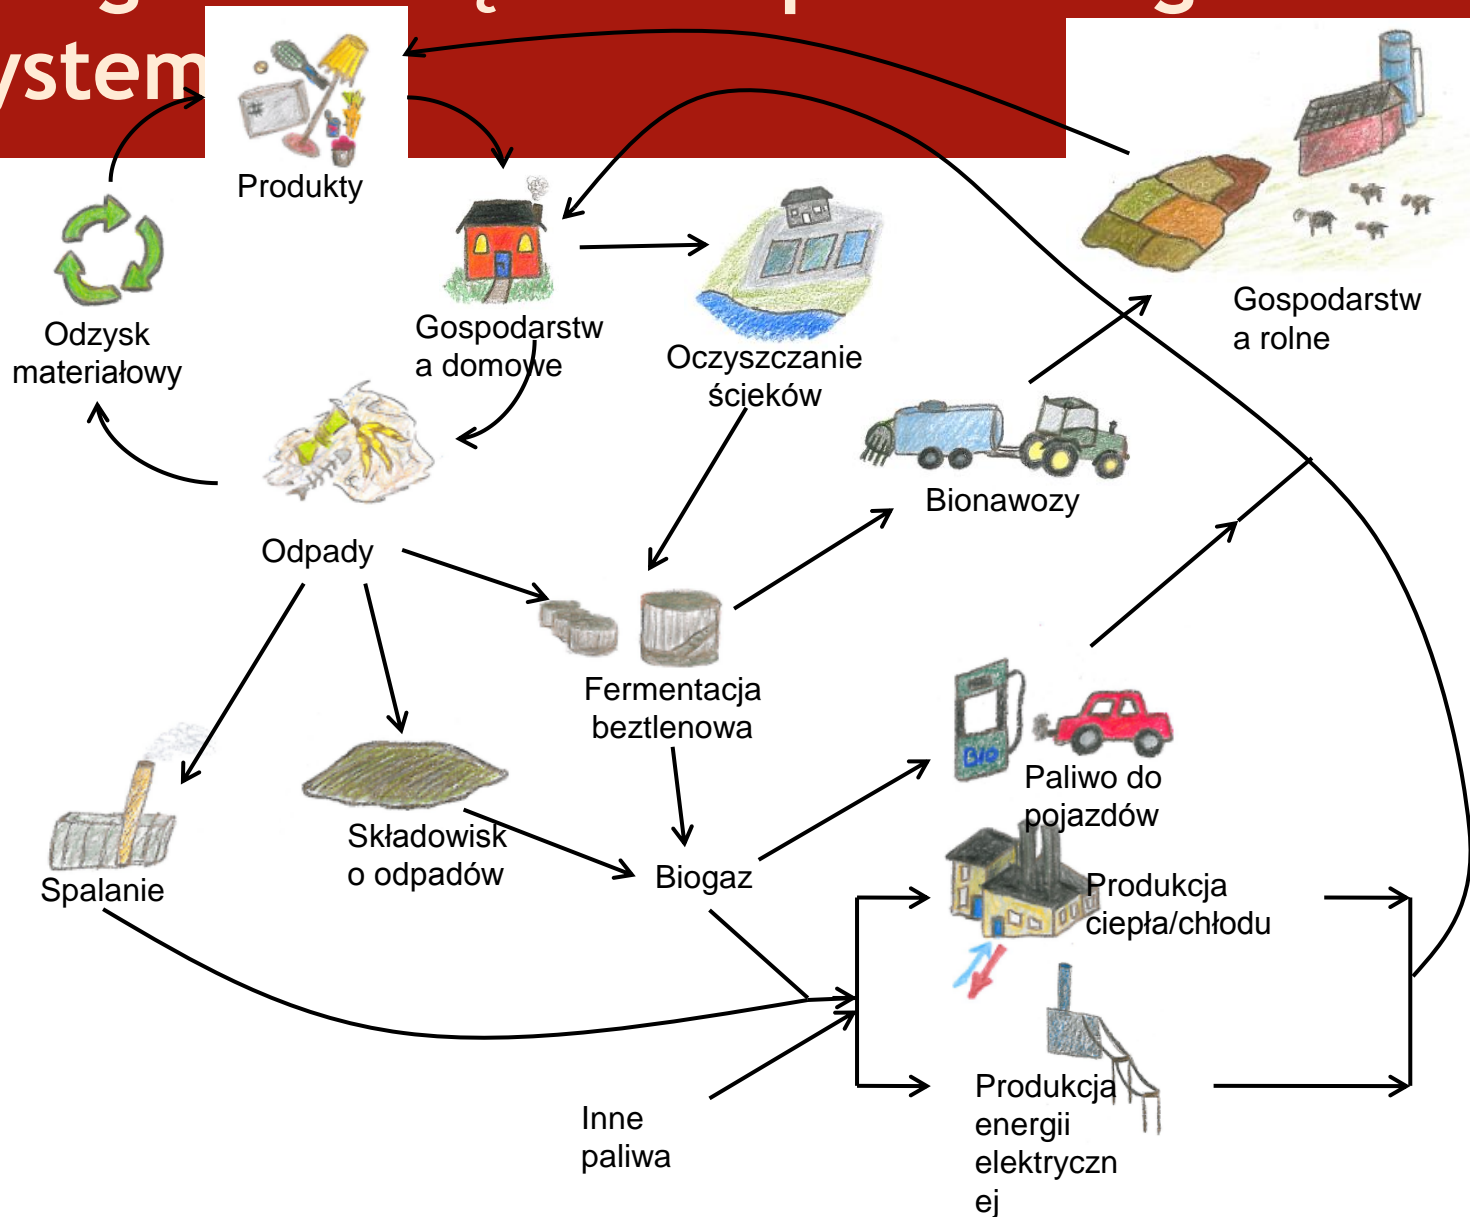 Produkty
Gospodarstw
a rolne
Odzysk
materiałowy
Gospodarstw
a domowe
Oczyszczanie
ścieków
Bionawozy
Odpady
Fermentacja
beztlenowa
BIO
Paliwo do
pojazdów
Składowisk
o odpadów
Spalanie
Biogaz
Produkcja
ciepła/chłodu
Inne
paliwa
Produkcja
energii
elektryczn
ej